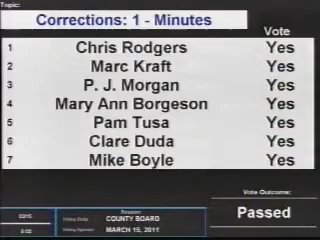 Topic:
Corrections: 1 - Minutes
Vote
1 Chris Rodgers Yes
2 Marc Kraft Yes
3 P. J. Morgan Yes
4 Mary Ann Borgeson Yes
5 Pam Tusa Yes
6 Clare Duda Yes
7 Mike Boyle Yes
Vote Outcome:
Passed
Session
COUNTY BOARD
MARCH 15, 2011